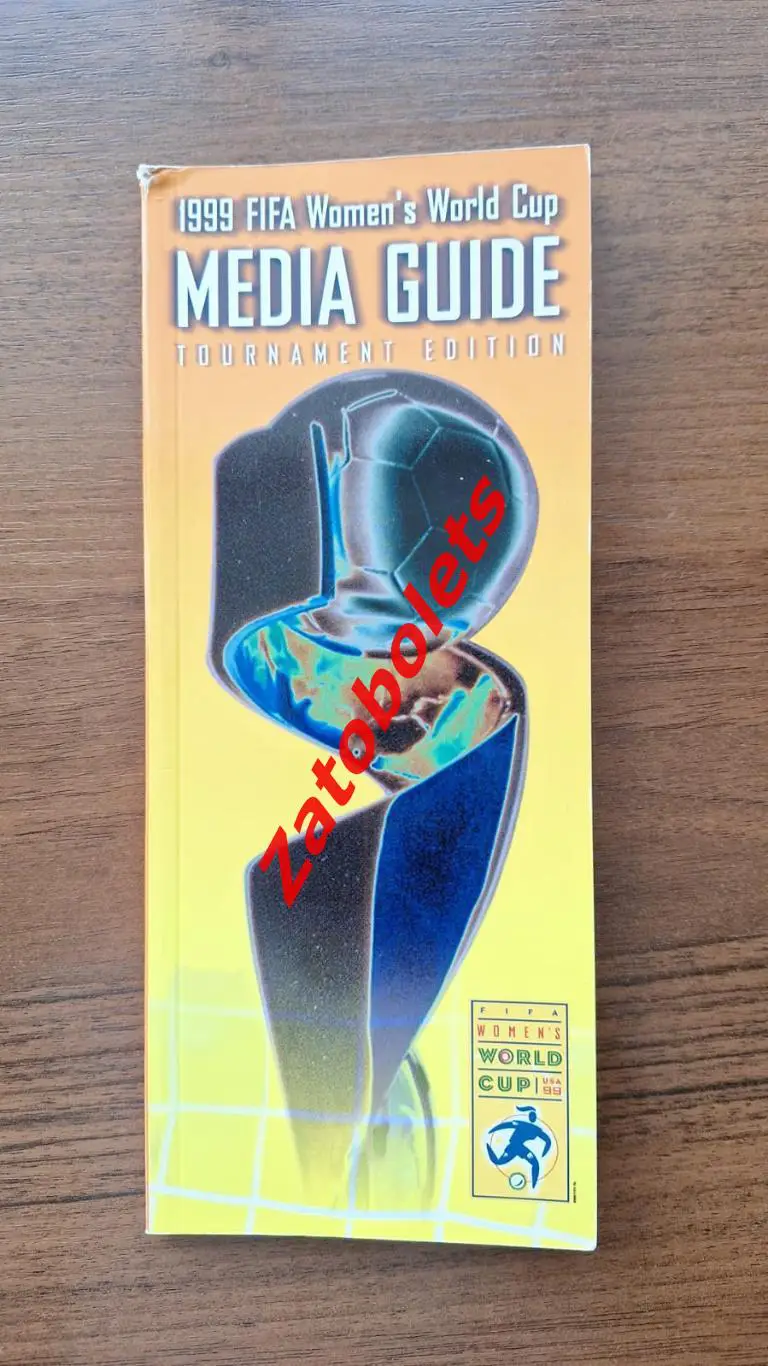 1999 FIFA Women's World Cup
MEDIA GUIDE
TOURNAMENT EDITION
Zatobolets
FIFA
WOMEN'S
WORLD
CUP USA 99